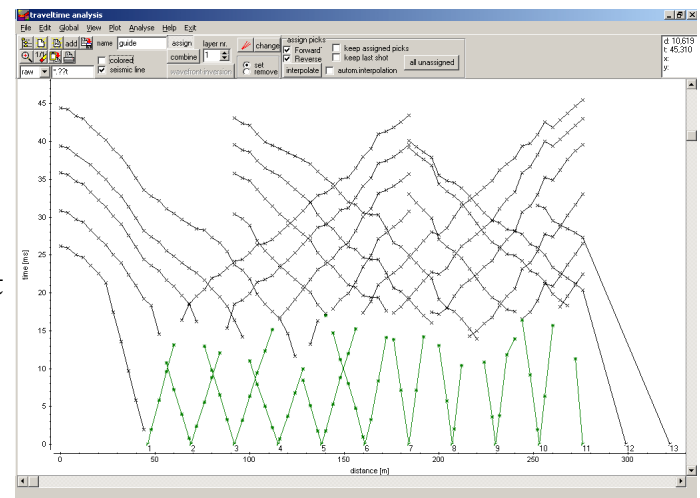 traveltime analysis
File Edit Global View Plot Analyse Help Exit
add name guide assign layer nr. change assign picks
colored combine 1 Forward keep assigned picks
seismic line set Reverse keep last shot all unassigned
raw *.??t wavefront inversion remove interpolate autom.interpolation
d: 10,619
t: 45,310
x:
y:
45
40
35
30
25
20
15
10
5
0
time [ms]
1 2 3 4 5 6 7 8 9 10 11 12 13
0 50 100 150 200 250 300
distance [m]